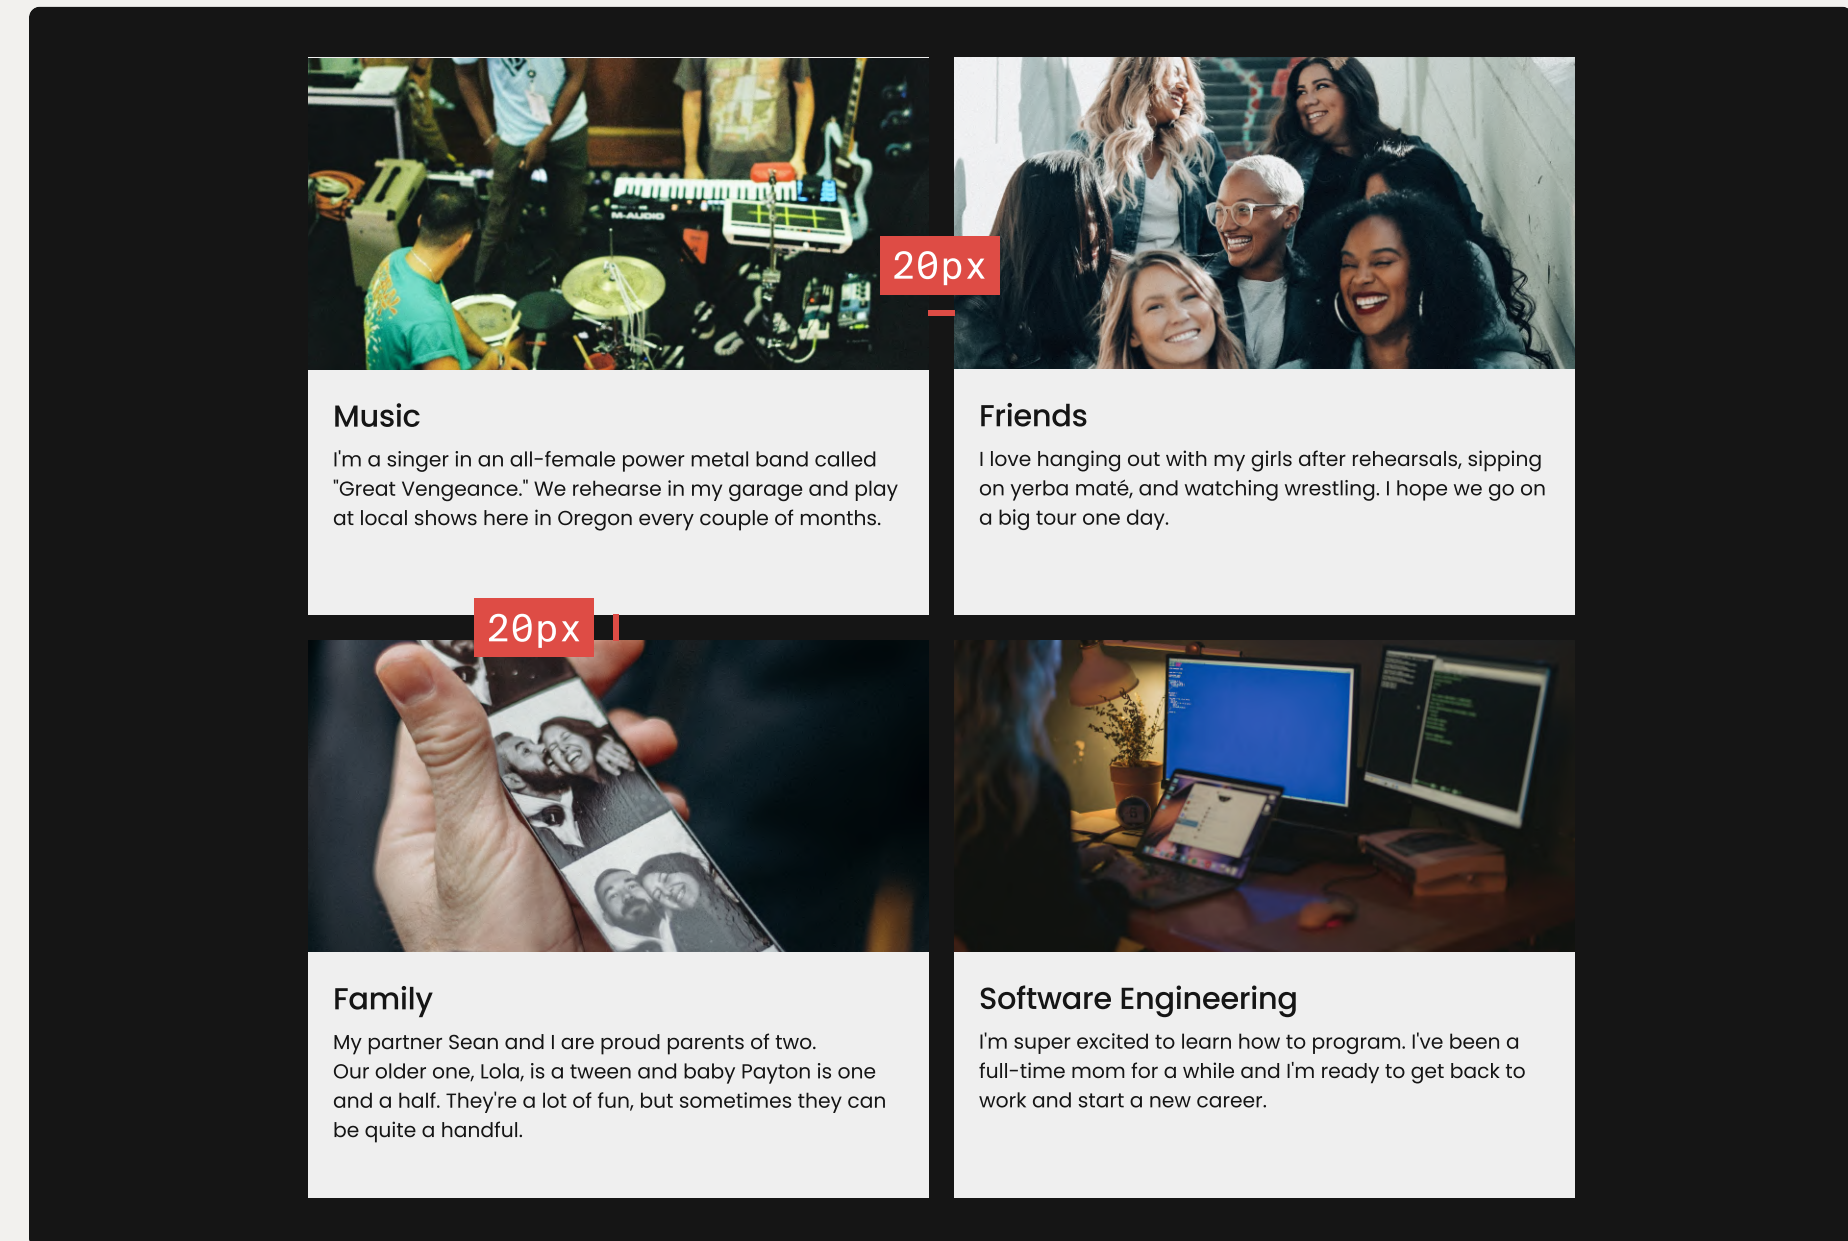 M-AUDIO
20px
Music
I'm a singer in an all-female power metal band called
"Great Vengeance." We rehearse in my garage and play
at local shows here in Oregon every couple of months.
Friends
I love hanging out with my girls after rehearsals, sipping
on yerba maté, and watching wrestling. I hope we go on
a big tour one day.
20px
Family
My partner Sean and I are proud parents of two.
Our older one, Lola, is a tween and baby Payton is one
and a half. They're a lot of fun, but sometimes they can
be quite a handful.
Software Engineering
I'm super excited to learn how to program. I've been a
full-time mom for a while and I'm ready to get back to
work and start a new career.